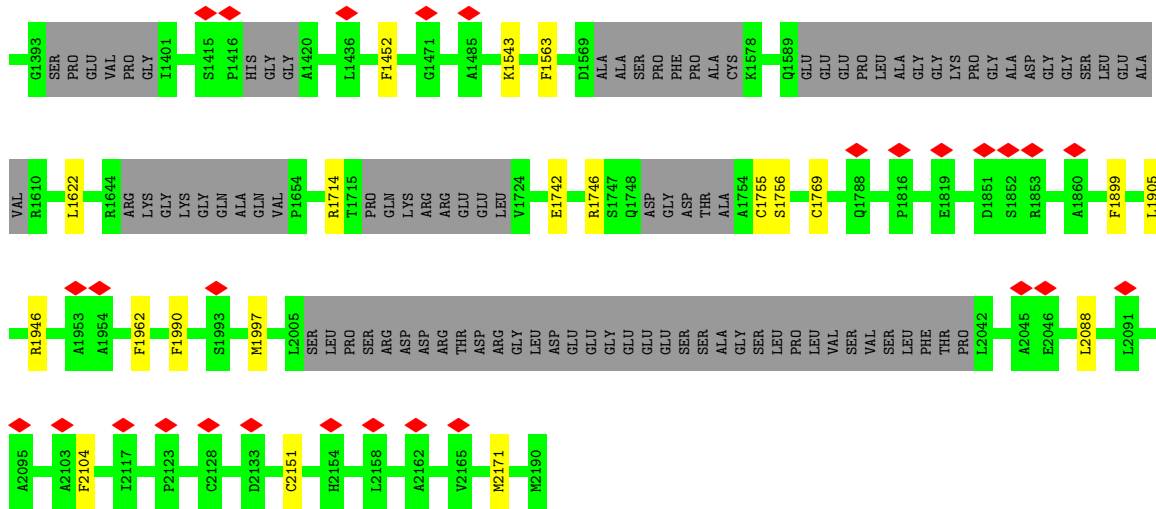 G1393 SER PRO GLU VAL PRO GLY I1401 S1415 P1416 HIS GLY GLY A1420 L1436 F1452 G1471 A1485 K1543 F1563 D1569 ALA ALA SER PRO PHE PRO ALA CYS K1578 Q1589 GLU GLU GLU PRO LEU ALA GLY GLY LYS PRO GLY ALA ASP GLY GLY SER LEU GLU ALA
VAL R1610 L1622 R1644 ARG LYS GLY LYS GLY GLN ALA GLN VAL P1654 R1714 T1715 PRO GLN LYS ARG ARG GLU GLU LEU V1724 E1742 R1746 S1747 Q1748 ASP GLY ASP THR ALA A1754 C1755 S1756 C1769 Q1788 P1816 E1819 D1851 S1852 R1853 A1860 F1899 L1905
R1946 A1953 A1954 F1962 F1990 S1993 M1997 L2005 SER LEU PRO SER ARG ASP ASP ARG THR ASP ARG GLY LEU ASP GLU GLU GLY GLU GLU GLU SER SER ALA GLY SER LEU PRO LEU VAL SER VAL SER LEU PHE THR PRO L2042 A2045 E2046 L2088 L2091
A2095 A2103 F2104 I2117 P2123 C2128 D2133 C2151 H2154 L2158 A2162 V2165 M2171 M2190